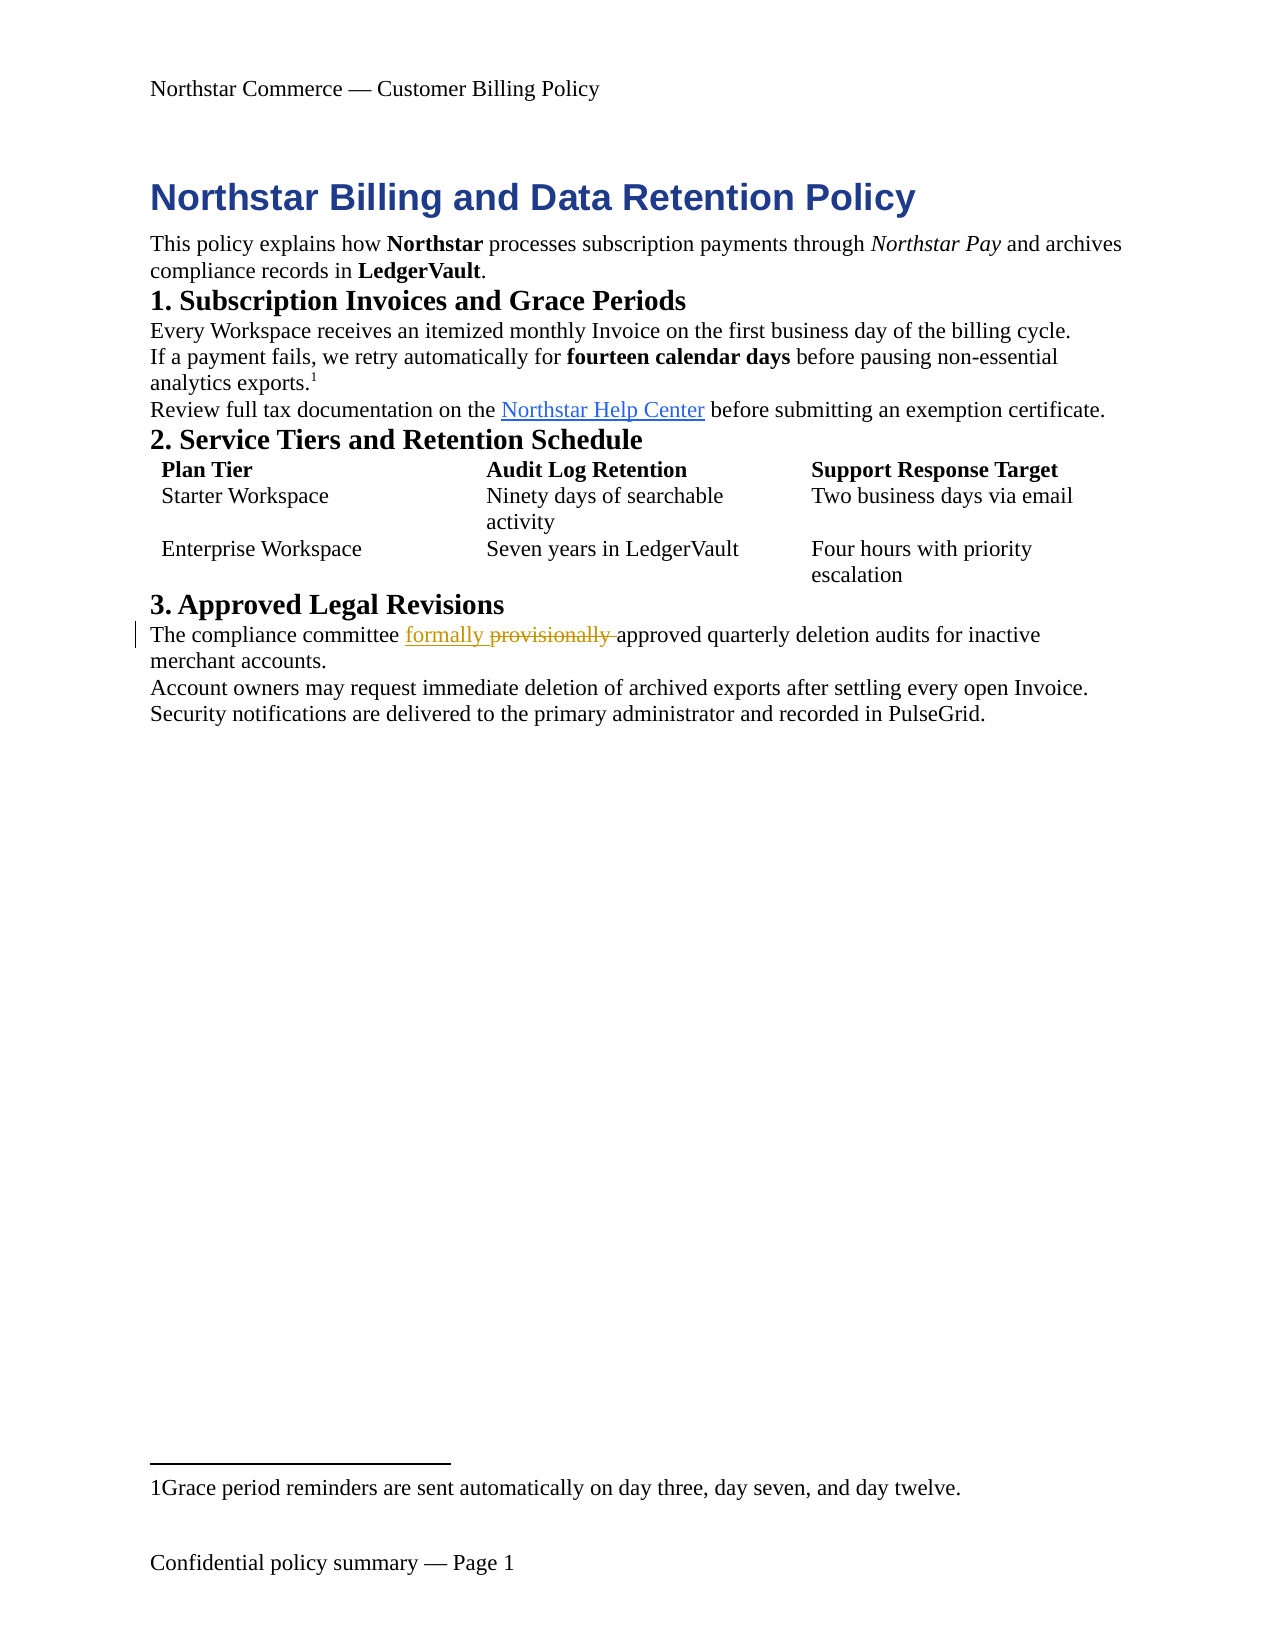 Northstar Commerce — Customer Billing Policy
Northstar Billing and Data Retention Policy
This policy explains how Northstar processes subscription payments through Northstar Pay and archives
compliance records in LedgerVault.
1. Subscription Invoices and Grace Periods
Every Workspace receives an itemized monthly Invoice on the first business day of the billing cycle.
If a payment fails, we retry automatically for fourteen calendar days before pausing non-essential
analytics exports.1
Review full tax documentation on the Northstar Help Center before submitting an exemption certificate.
2. Service Tiers and Retention Schedule
Plan Tier Audit Log Retention Support Response Target
Starter Workspace Ninety days of searchable Two business days via email
activity
Enterprise Workspace Seven years in LedgerVault Four hours with priority
escalation
3. Approved Legal Revisions
The compliance committee formally provisionally approved quarterly deletion audits for inactive
merchant accounts.
Account owners may request immediate deletion of archived exports after settling every open Invoice.
Security notifications are delivered to the primary administrator and recorded in PulseGrid.
1Grace period reminders are sent automatically on day three, day seven, and day twelve.
Confidential policy summary — Page 1